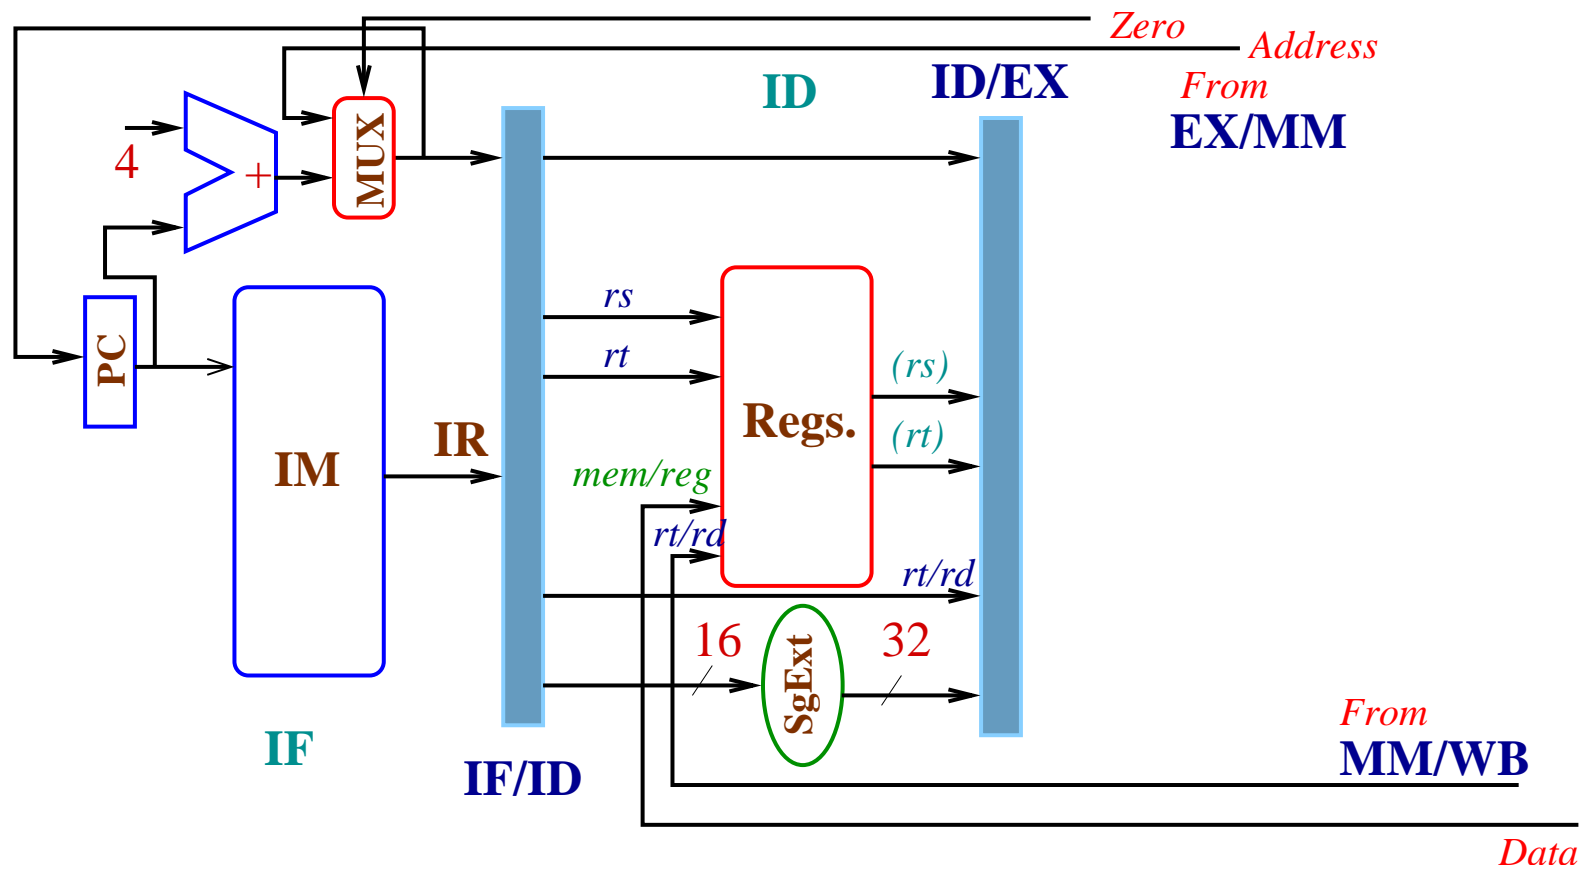 Zero
Address
From
EX/MM
ID
ID/EX
4
+
MUX
rs
rt
PC
(rs)
(rt)
Regs.
IR
IM
mem/reg
rt/rd
rt/rd
16
32
SgExt
IF
IF/ID
From
MM/WB
Data